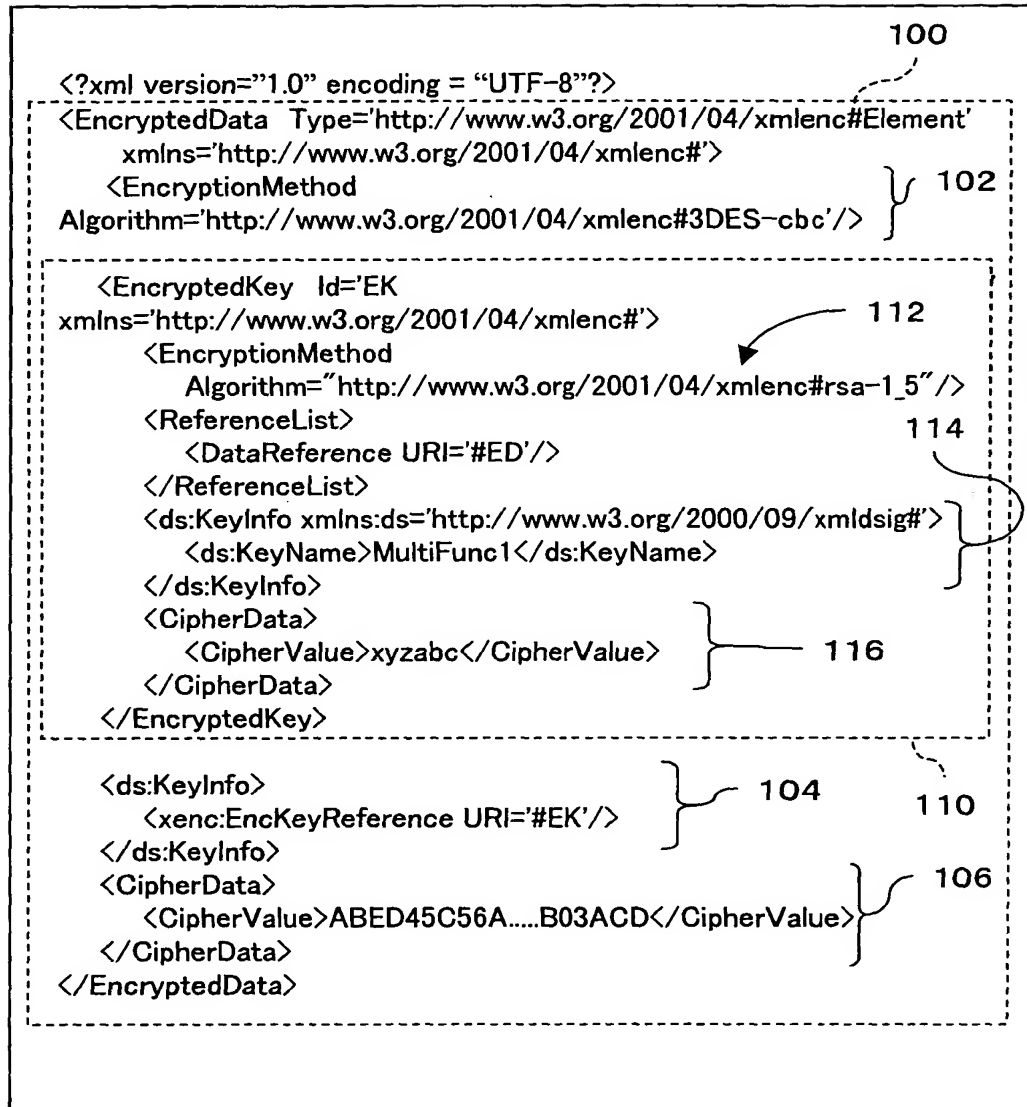 100
<?xml version=”1.0” encoding = “UTF-8”?>
<EncryptedData Type='http://www.w3.org/2001/04/xmlenc#Element'
xmlns='http://www.w3.org/2001/04/xmlenc#'>
<EncryptionMethod 102
Algorithm='http://www.w3.org/2001/04/xmlenc#3DES-cbc'/>
<EncryptedKey Id='EK
xmlns='http://www.w3.org/2001/04/xmlenc#'> 112
<EncryptionMethod
Algorithm="http://www.w3.org/2001/04/xmlenc#rsa-1_5"/>
<ReferenceList> 114
<DataReference URI='#ED'/>
</ReferenceList>
<ds:KeyInfo xmlns:ds='http://www.w3.org/2000/09/xmldsig#'>
<ds:KeyName>MultiFunc1</ds:KeyName>
</ds:KeyInfo>
<CipherData>
<CipherValue>xyzabc</CipherValue> 116
</CipherData>
</EncryptedKey>
<ds:KeyInfo> 104
<xenc:EncKeyReference URI='#EK'/> 110
</ds:KeyInfo>
<CipherData> 106
<CipherValue>ABED45C56A.....B03ACD</CipherValue>
</CipherData>
</EncryptedData>